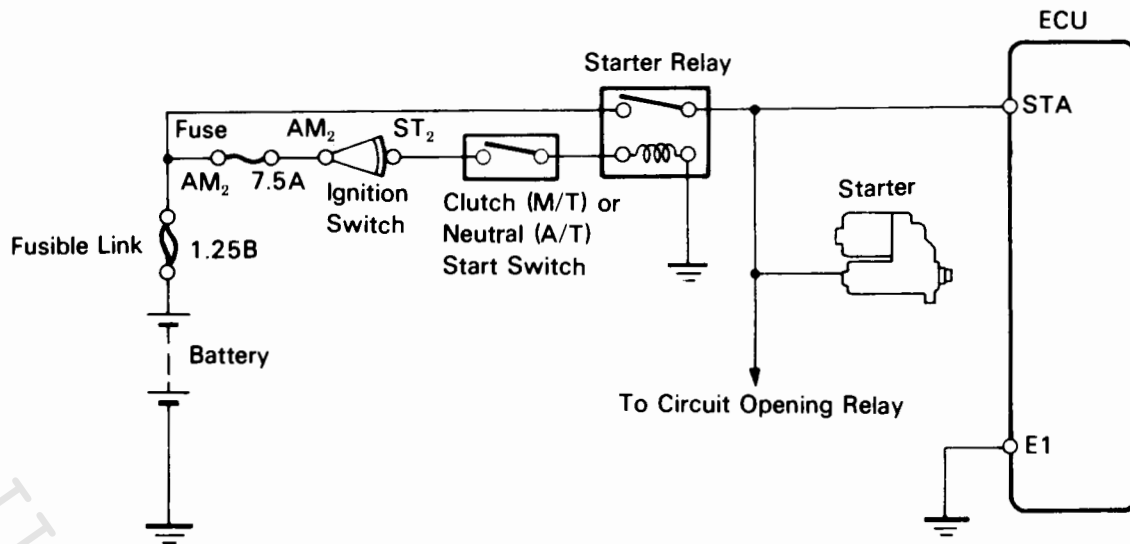 ECU
Starter Relay
STA
Fuse
AM₂
ST₂
AM₂
7.5A
Ignition
Switch
Clutch (M/T) or
Neutral (A/T)
Start Switch
Starter
Fusible Link
1.25B
Battery
To Circuit Opening Relay
E1